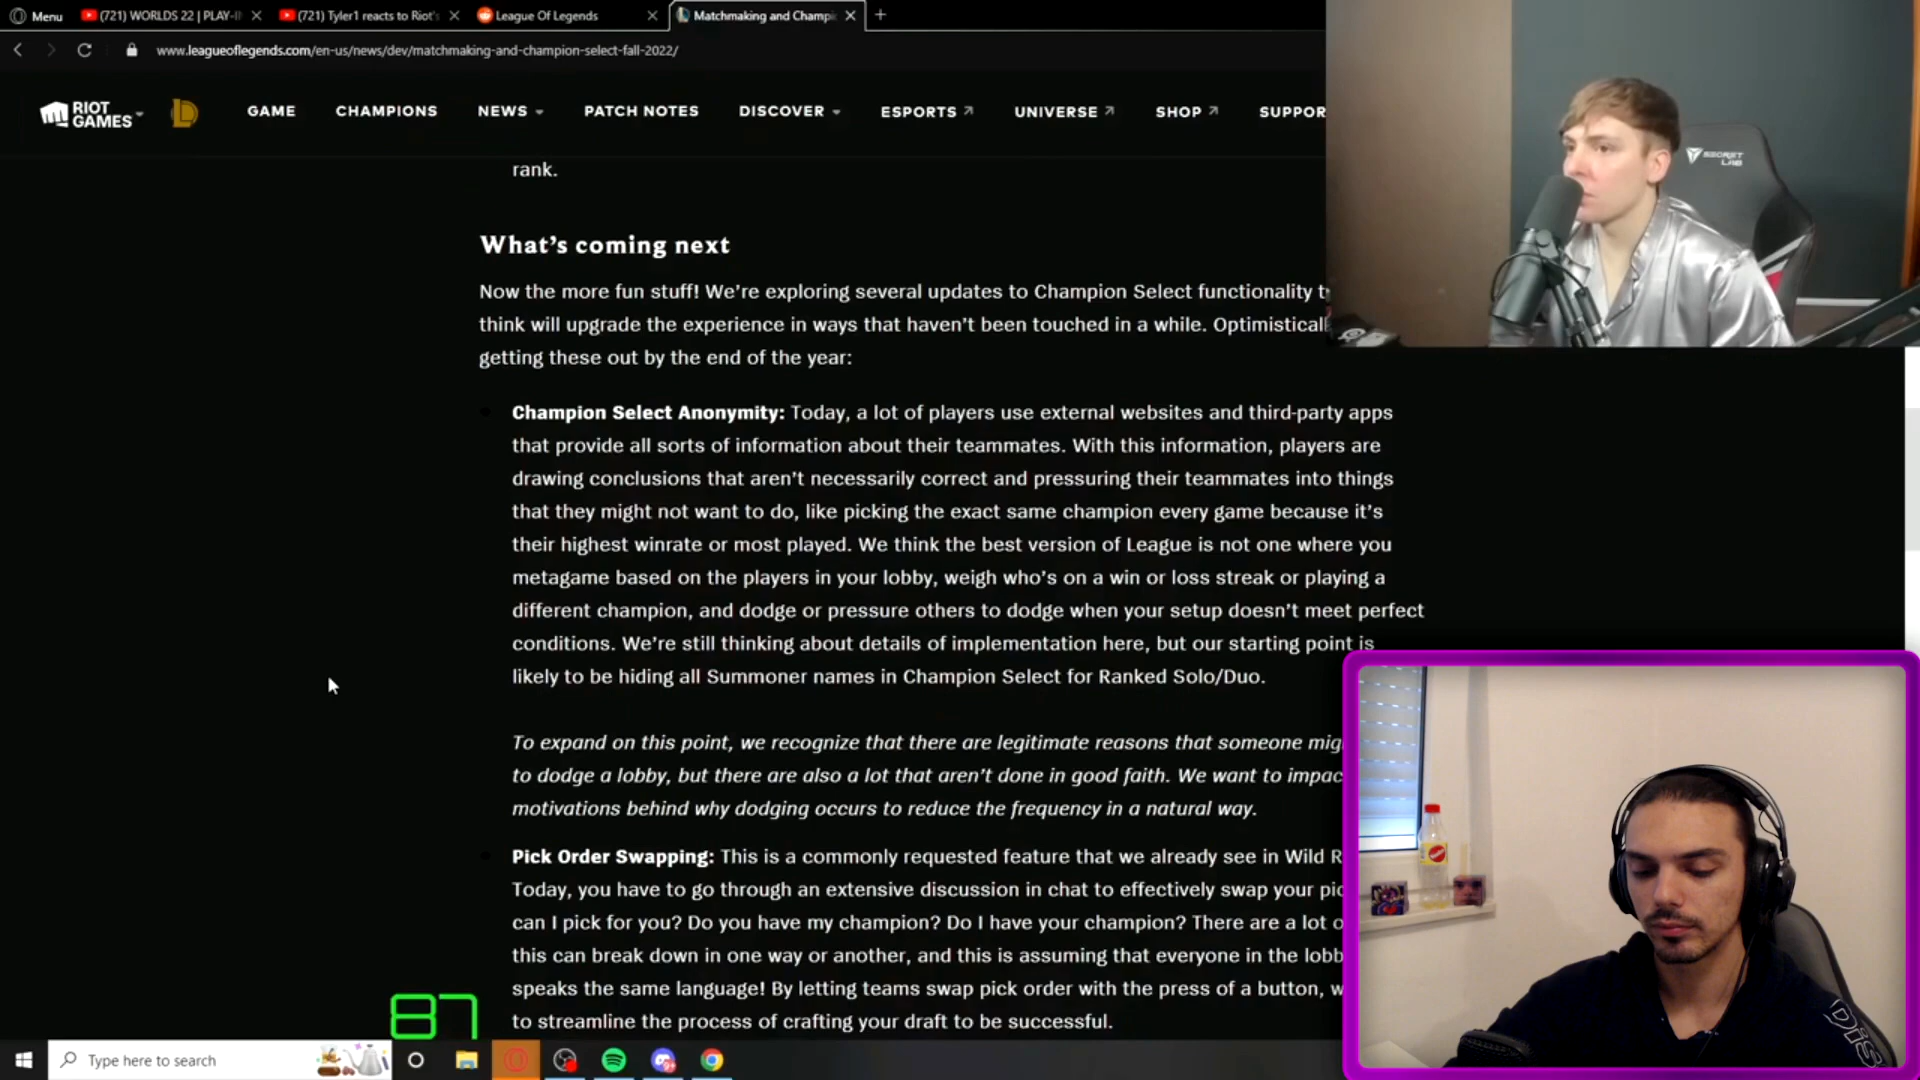 Menu
(721) WORLDS 22 | PLAY-I
(721) Tyler1 reacts to Riot's
League Of Legends
Matchmaking and Champi
www.leagueoflegends.com/en-us/news/dev/matchmaking-and-champion-select-fall-2022/
RIOT GAMES
GAME
CHAMPIONS
NEWS
PATCH NOTES
DISCOVER
ESPORTS
UNIVERSE
SHOP
SUPPOR
SECRET LAB
rank.
What's coming next
Now the more fun stuff! We're exploring several updates to Champion Select functionality
think will upgrade the experience in ways that haven't been touched in a while. Optimistical
getting these out by the end of the year:
Champion Select Anonymity: Today, a lot of players use external websites and third-party apps
that provide all sorts of information about their teammates. With this information, players are
drawing conclusions that aren't necessarily correct and pressuring their teammates into things
that they might not want to do, like picking the exact same champion every game because it's
their highest winrate or most played. We think the best version of League is not one where you
metagame based on the players in your lobby, weigh who's on a win or loss streak or playing a
different champion, and dodge or pressure others to dodge when your setup doesn't meet perfect
conditions. We're still thinking about details of implementation here, but our starting point is
likely to be hiding all Summoner names in Champion Select for Ranked Solo/Duo.
To expand on this point, we recognize that there are legitimate reasons that someone mig
to dodge a lobby, but there are also a lot that aren't done in good faith. We want to impac
motivations behind why dodging occurs to reduce the frequency in a natural way.
Pick Order Swapping: This is a commonly requested feature that we already see in Wild R
Today, you have to go through an extensive discussion in chat to effectively swap your pic
can I pick for you? Do you have my champion? Do I have your champion? There are a lot o
this can break down in one way or another, and this is assuming that everyone in the lobb
speaks the same language! By letting teams swap pick order with the press of a button, w
to streamline the process of crafting your draft to be successful.
87
Type here to search